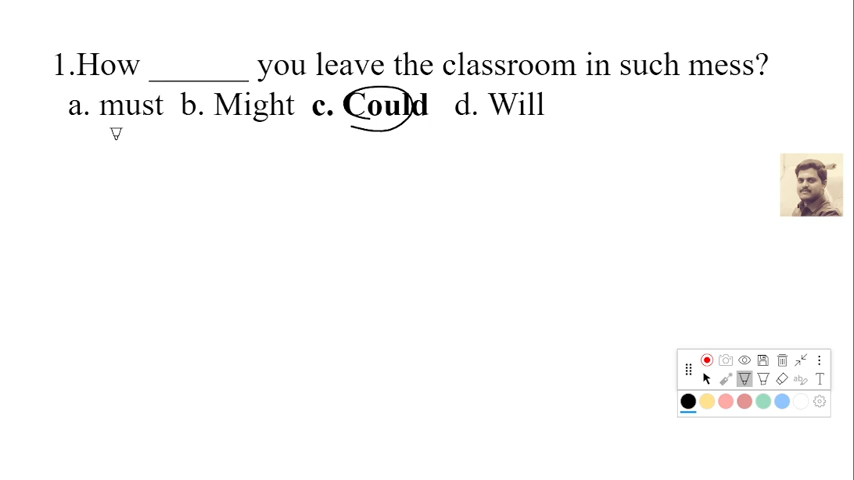 1.How _______ you leave the classroom in such mess?
a. must b. Might c. Could d. Will